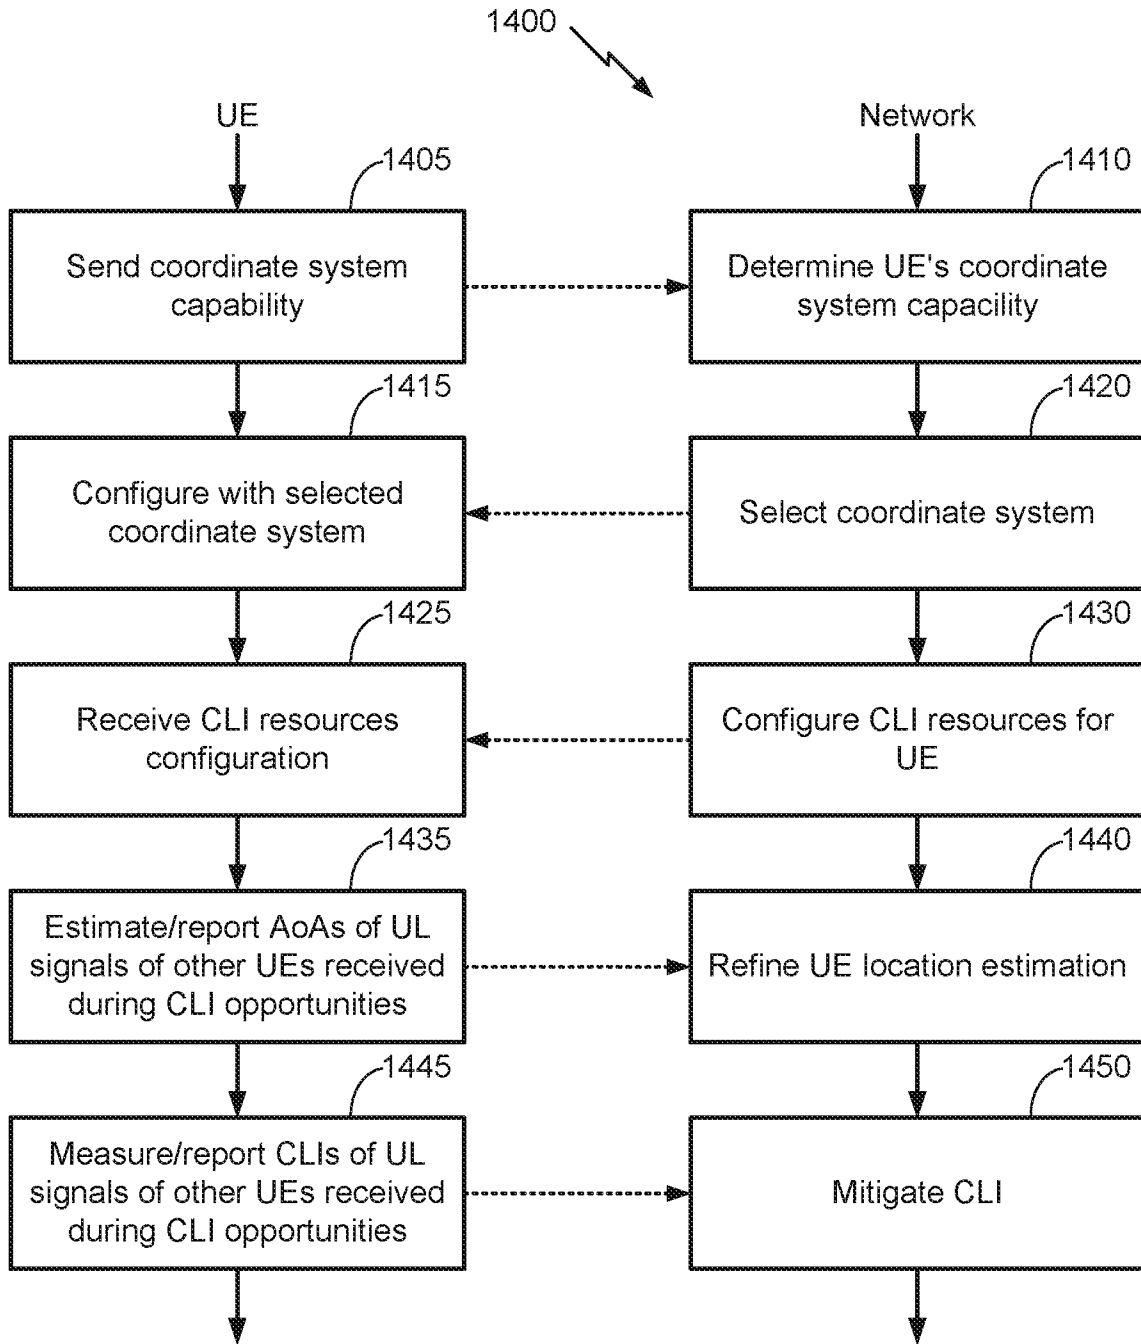 1400
UE
Network
1405
1410
Send coordinate system
capability
Determine UE's coordinate
system capacility
1415
1420
Configure with selected
coordinate system
Select coordinate system
1425
1430
Receive CLI resources
configuration
Configure CLI resources for
UE
1435
1440
Estimate/report AoAs of UL
signals of other UEs received
during CLI opportunities
Refine UE location estimation
1445
1450
Measure/report CLIs of UL
signals of other UEs received
during CLI opportunities
Mitigate CLI